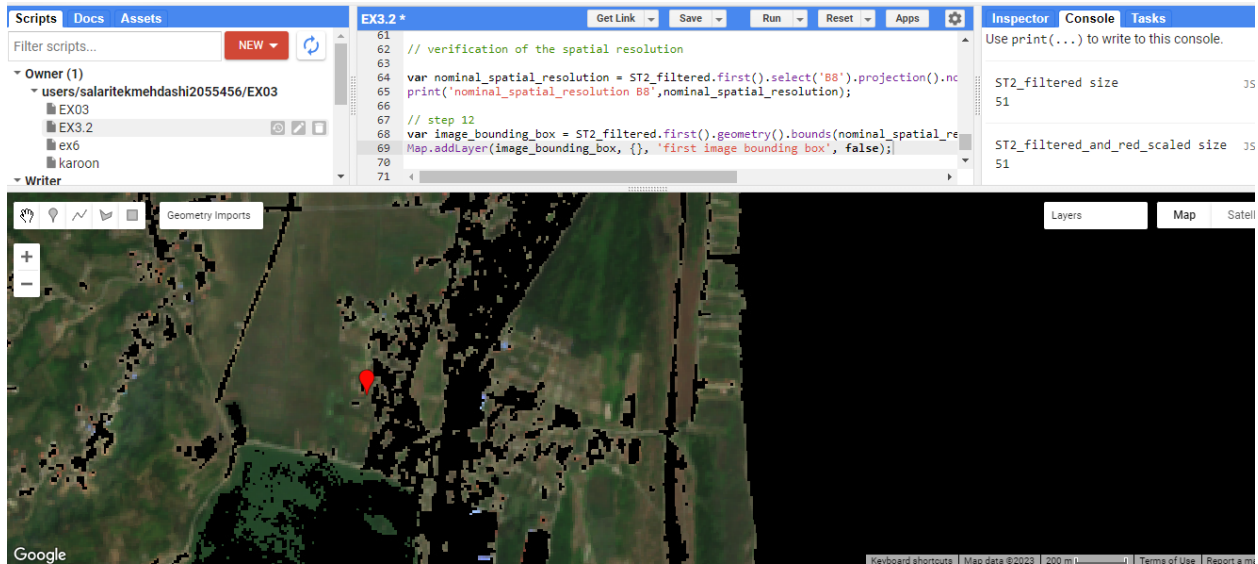 Scripts Docs Assets
Filter scripts...
NEW
Owner (1)
users/salaritekmehdashi2055456/EX03
EX03
EX3.2
ex6
karoon
Writer
EX3.2 *
Get Link Save Run Reset Apps
61
62 // verification of the spatial resolution
63
64 var nominal_spatial_resolution = ST2_filtered.first().select('B8').projection().no
65 print('nominal_spatial_resolution B8',nominal_spatial_resolution);
66
67 // step 12
68 var image_bounding_box = ST2_filtered.first().geometry().bounds(nominal_spatial_re
69 Map.addLayer(image_bounding_box, {}, 'first image bounding box', false);
70
71
Inspector Console Tasks
Use print(...) to write to this console.
ST2_filtered size JS
51
ST2_filtered_and_red_scaled size JS
51
Geometry Imports
Layers
Map Satell
+
−
Google
Keyboard shortcuts Map data ©2023 200 m Terms of Use Report a ma